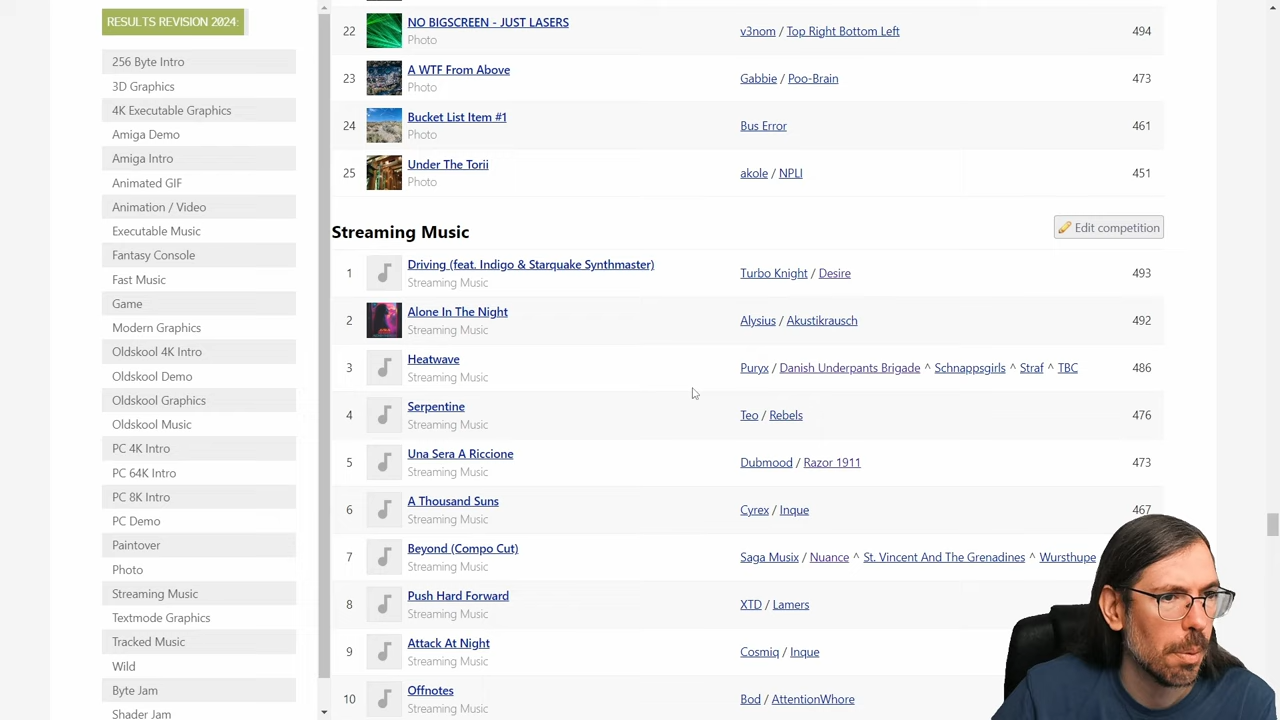 RESULTS REVISION 2024:
256 Byte Intro
3D Graphics
4K Executable Graphics
Amiga Demo
Amiga Intro
Animated GIF
Animation / Video
Executable Music
Fantasy Console
Fast Music
Game
Modern Graphics
Oldskool 4K Intro
Oldskool Demo
Oldskool Graphics
Oldskool Music
PC 4K Intro
PC 64K Intro
PC 8K Intro
PC Demo
Paintover
Photo
Streaming Music
Textmode Graphics
Tracked Music
Wild
Byte Jam
Shader Jam
22 NO BIGSCREEN - JUST LASERS v3nom / Top Right Bottom Left 494
Photo
23 A WTF From Above Gabbie / Poo-Brain 473
Photo
24 Bucket List Item #1 Bus Error 461
Photo
25 Under The Torii akole / NPLI 451
Photo
Streaming Music Edit competition
1 Driving (feat. Indigo & Starquake Synthmaster) Turbo Knight / Desire 493
Streaming Music
2 Alone In The Night Alysius / Akustikrausch 492
Streaming Music
3 Heatwave Puryx / Danish Underpants Brigade ^ Schnappsgirls ^ Straf ^ TBC 486
Streaming Music
4 Serpentine Teo / Rebels 476
Streaming Music
5 Una Sera A Riccione Dubmood / Razor 1911 473
Streaming Music
6 A Thousand Suns Cyrex / Inque 467
Streaming Music
7 Beyond (Compo Cut) Saga Musix / Nuance ^ St. Vincent And The Grenadines ^ Wursthupe
Streaming Music
8 Push Hard Forward XTD / Lamers
Streaming Music
9 Attack At Night Cosmiq / Inque
Streaming Music
10 Offnotes Bod / AttentionWhore